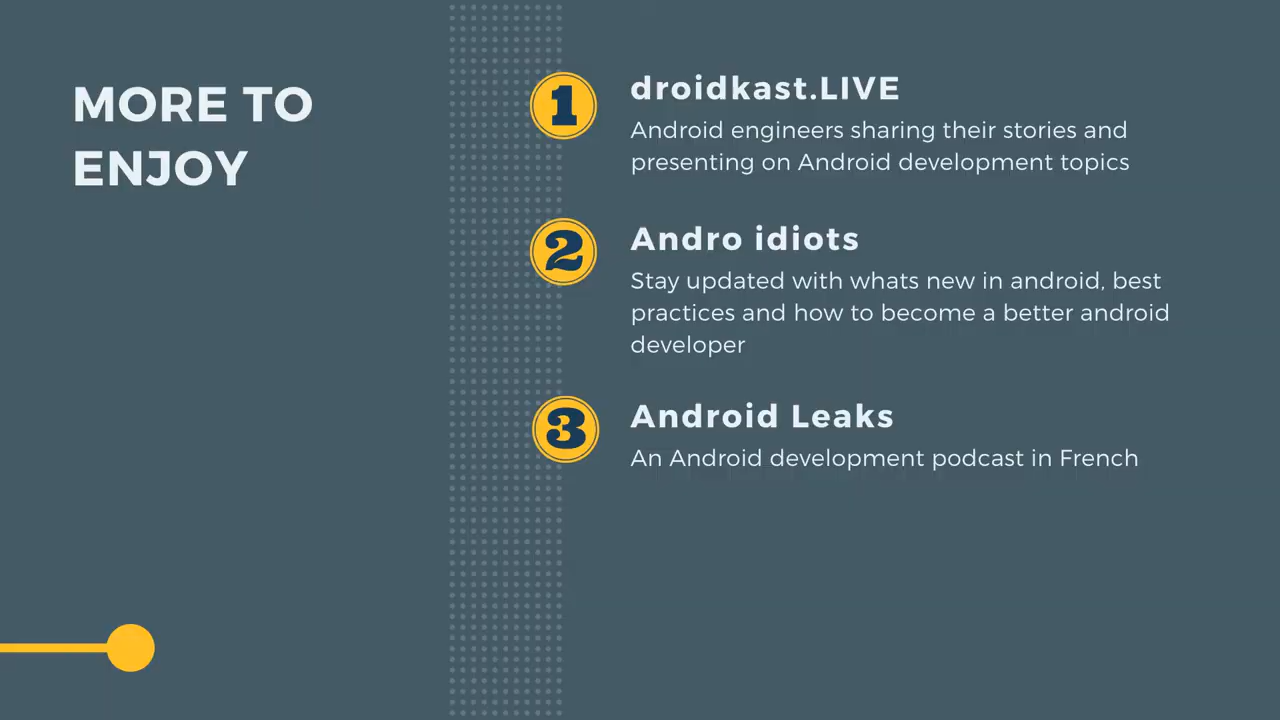 MORE TO
ENJOY
1
droidkast.LIVE
Android engineers sharing their stories and
presenting on Android development topics
2
Andro idiots
Stay updated with whats new in android, best
practices and how to become a better android
developer
3
Android Leaks
An Android development podcast in French